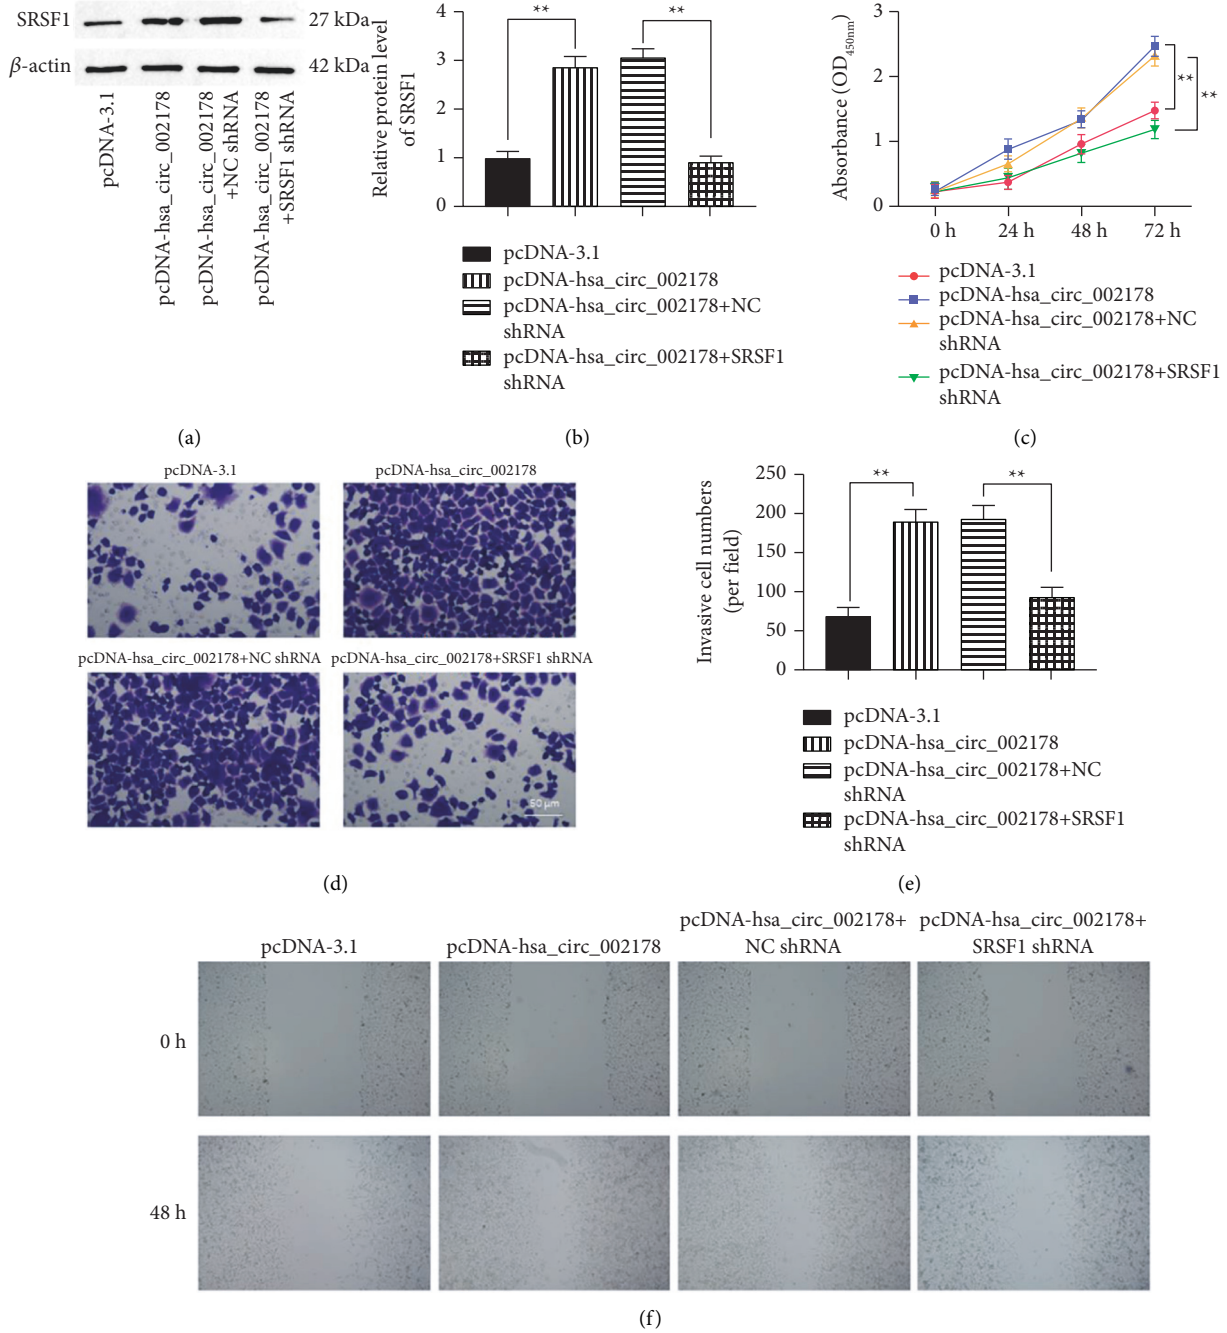 SRSF1
27 kDa
β-actin
42 kDa
pcDNA-3.1
pcDNA-hsa_circ_002178
pcDNA-hsa_circ_002178
+NC shRNA
pcDNA-hsa_circ_002178
+SRSF1 shRNA
(a)
Relative protein level
of SRSF1
4
3
2
1
0
**
**
pcDNA-3.1
pcDNA-hsa_circ_002178
pcDNA-hsa_circ_002178+NC
shRNA
pcDNA-hsa_circ_002178+SRSF1
shRNA
(b)
Absorbance (OD450nm)
3
2
1
0
0 h
24 h
48 h
72 h
**
**
pcDNA-3.1
pcDNA-hsa_circ_002178
pcDNA-hsa_circ_002178+NC
shRNA
pcDNA-hsa_circ_002178+SRSF1
shRNA
(c)
pcDNA-3.1
pcDNA-hsa_circ_002178
pcDNA-hsa_circ_002178+NC shRNA
pcDNA-hsa_circ_002178+SRSF1 shRNA
50 μm
(d)
Invasive cell numbers
(per field)
250
200
150
100
50
0
**
**
pcDNA-3.1
pcDNA-hsa_circ_002178
pcDNA-hsa_circ_002178+NC
shRNA
pcDNA-hsa_circ_002178+SRSF1
shRNA
(e)
pcDNA-3.1
pcDNA-hsa_circ_002178
pcDNA-hsa_circ_002178+
NC shRNA
pcDNA-hsa_circ_002178+
SRSF1 shRNA
0 h
48 h
(f)